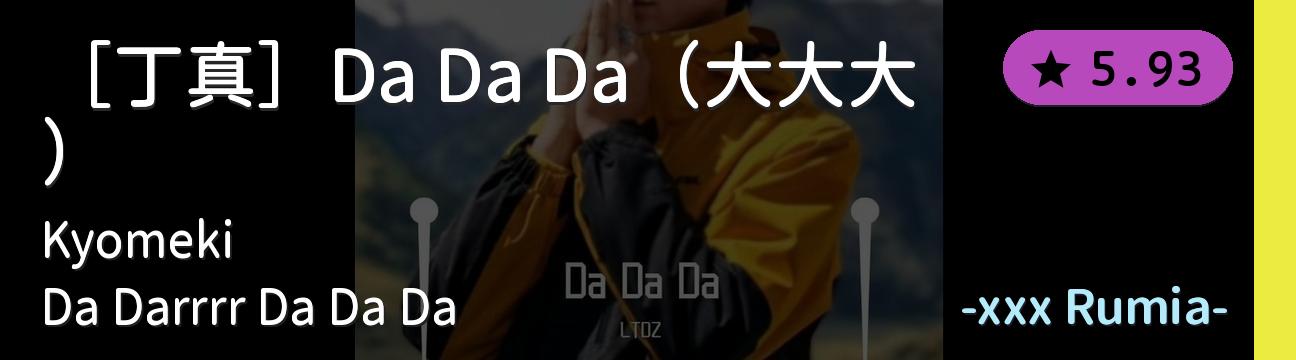 ［丁真］ Da Da Da（大大大
）
★ 5.93
Kyomeki
Da Darrrr Da Da Da
-xxx Rumia-
Da Da Da
LTDZ